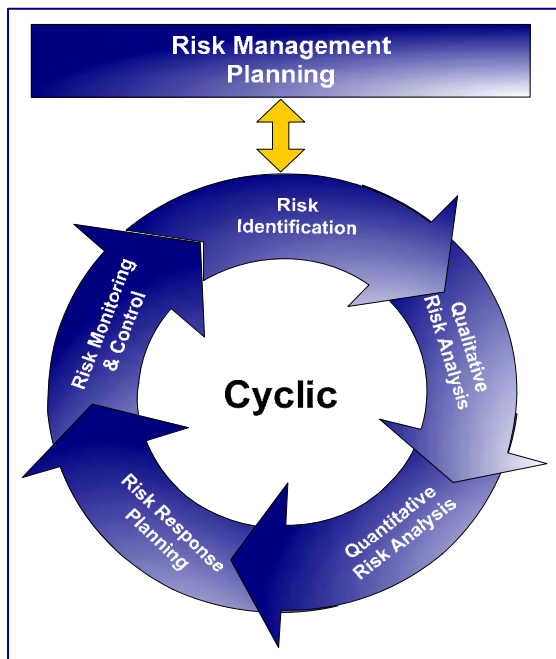 Risk Management
Planning
Risk
Identification
Qualitative
Risk Analysis
Quantitative
Risk Analysis
Risk Response
Planning
Risk Monitoring
& Control
Cyclic